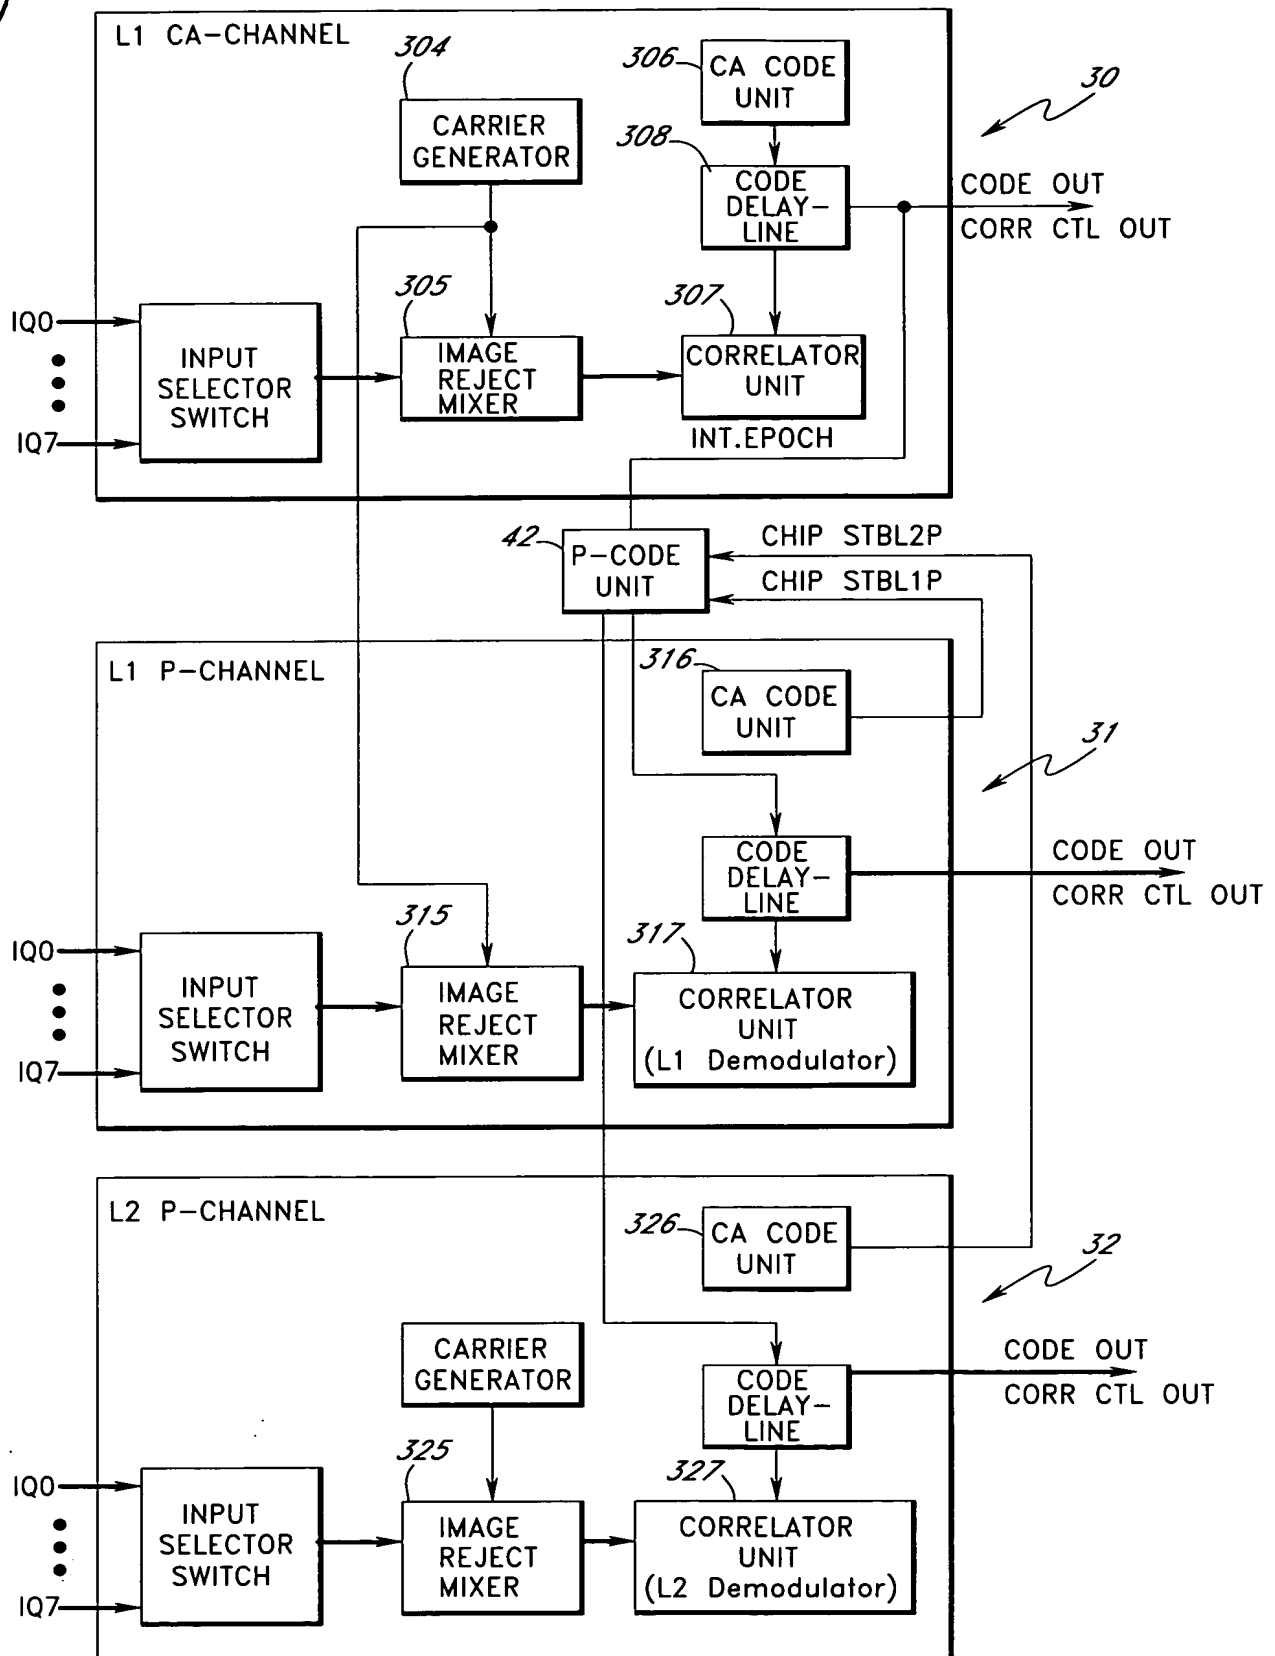 L1 CA-CHANNEL
304
CARRIER
GENERATOR
306
CA CODE
UNIT
308
CODE
DELAY-
LINE
30
CODE OUT
CORR CTL OUT
IQ0
IQ7
INPUT
SELECTOR
SWITCH
305
IMAGE
REJECT
MIXER
307
CORRELATOR
UNIT
INT.EPOCH
42
P-CODE
UNIT
CHIP STBL2P
CHIP STBL1P
L1 P-CHANNEL
316
CA CODE
UNIT
31
CODE
DELAY-
LINE
CODE OUT
CORR CTL OUT
IQ0
IQ7
INPUT
SELECTOR
SWITCH
315
IMAGE
REJECT
MIXER
317
CORRELATOR
UNIT
(L1 Demodulator)
L2 P-CHANNEL
326
CA CODE
UNIT
32
CARRIER
GENERATOR
CODE
DELAY-
LINE
CODE OUT
CORR CTL OUT
IQ0
IQ7
INPUT
SELECTOR
SWITCH
325
IMAGE
REJECT
MIXER
327
CORRELATOR
UNIT
(L2 Demodulator)